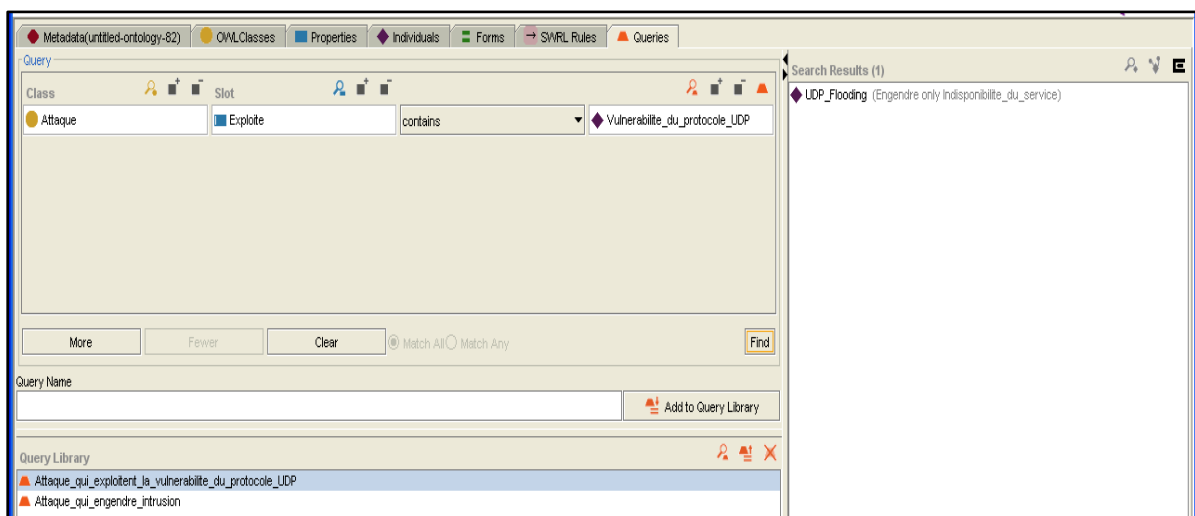 Metadata(untitled-ontology-82) OWLClasses Properties Individuals Forms SWRL Rules Queries
Query
Class Slot
Attaque Exploite contains Vulnerabilite_du_protocole_UDP
More Fewer Clear Match All Match Any Find
Query Name
Add to Query Library
Query Library
Attaque_qui_exploitent_la_vulnerabilite_du_protocole_UDP
Attaque_qui_engendre_intrusion
Search Results (1)
UDP_Flooding (Engendre only Indisponibilite_du_service)